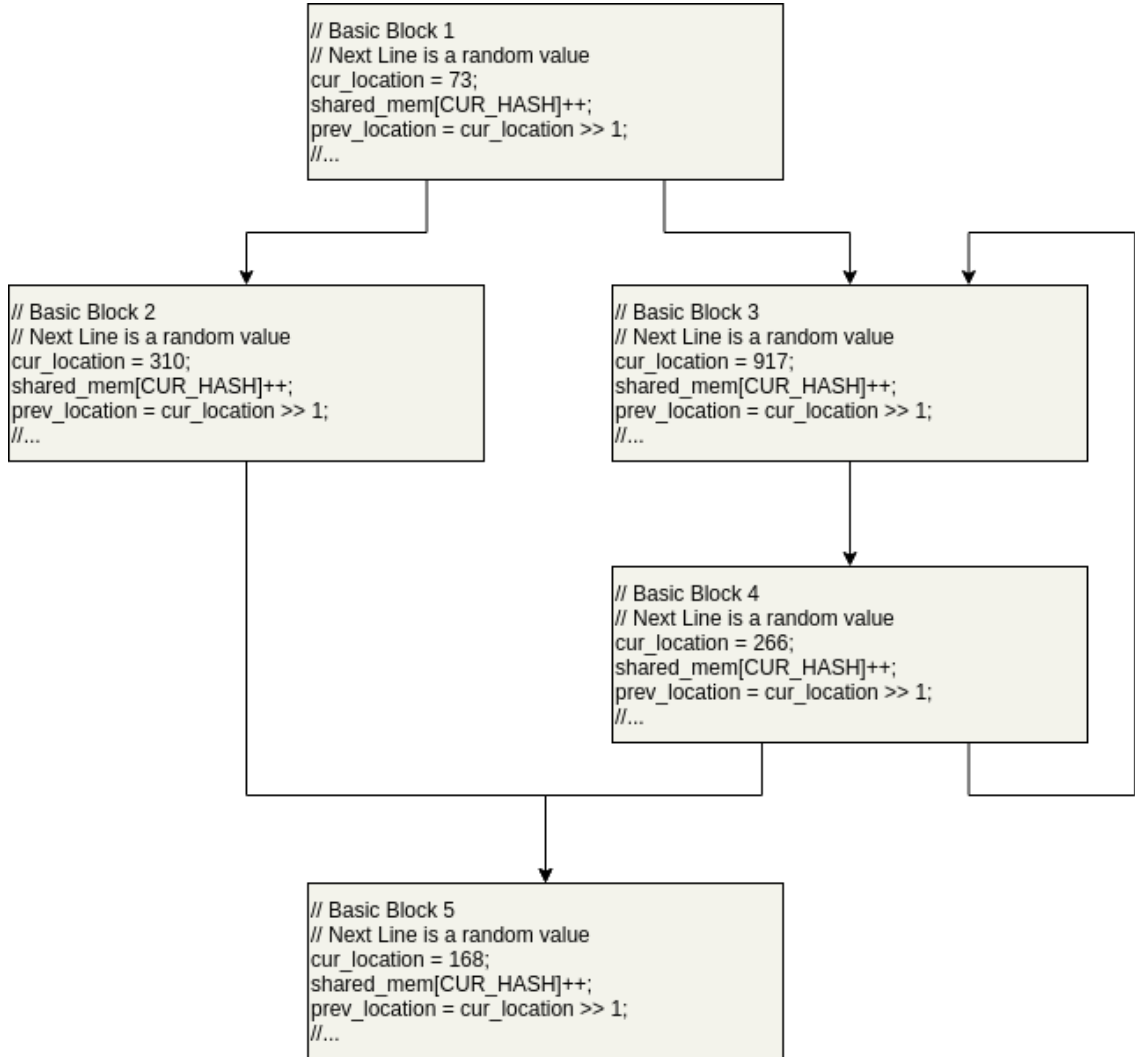 // Basic Block 1
// Next Line is a random value
cur_location = 73;
shared_mem[CUR_HASH]++;
prev_location = cur_location >> 1;
//...
// Basic Block 2
// Next Line is a random value
cur_location = 310;
shared_mem[CUR_HASH]++;
prev_location = cur_location >> 1;
//...
// Basic Block 3
// Next Line is a random value
cur_location = 917;
shared_mem[CUR_HASH]++;
prev_location = cur_location >> 1;
//...
// Basic Block 4
// Next Line is a random value
cur_location = 266;
shared_mem[CUR_HASH]++;
prev_location = cur_location >> 1;
//...
// Basic Block 5
// Next Line is a random value
cur_location = 168;
shared_mem[CUR_HASH]++;
prev_location = cur_location >> 1;
//...